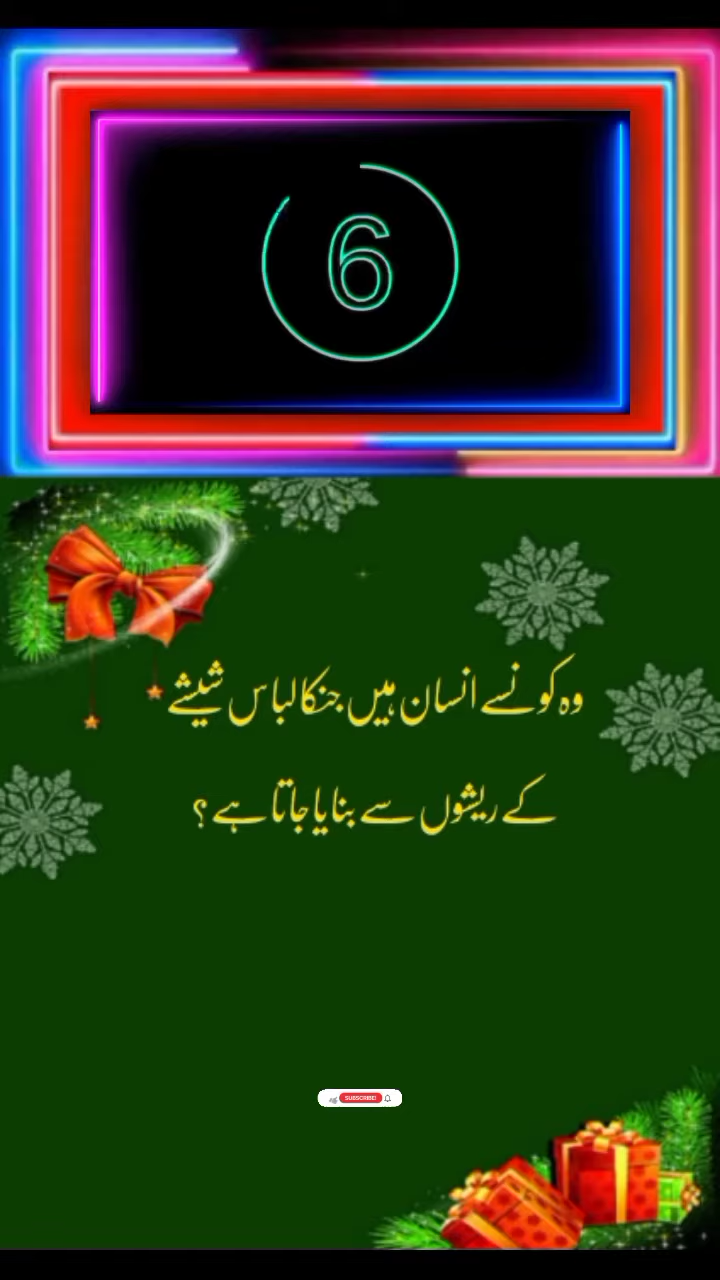 6
وہ کونسے انسان ہیں جنکا لباس شیشے
کے ریشوں سے بنایا جاتا ہے ؟
SUBSCRIBE!